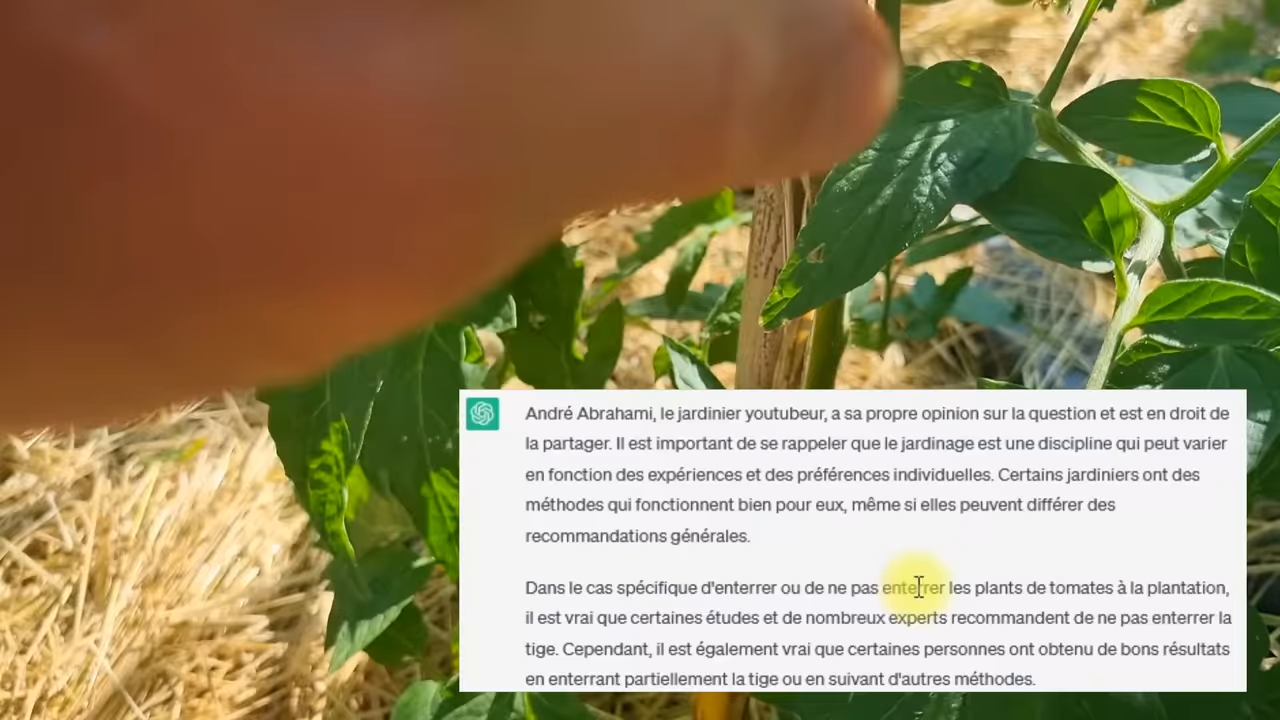 André Abrahami, le jardinier youtubeur, a sa propre opinion sur la question et est en droit de
la partager. Il est important de se rappeler que le jardinage est une discipline qui peut varier
en fonction des expériences et des préférences individuelles. Certains jardiniers ont des
méthodes qui fonctionnent bien pour eux, même si elles peuvent différer des
recommandations générales.
Dans le cas spécifique d'enterrer ou de ne pas enterrer les plants de tomates à la plantation,
il est vrai que certaines études et de nombreux experts recommandent de ne pas enterrer la
tige. Cependant, il est également vrai que certaines personnes ont obtenu de bons résultats
en enterrant partiellement la tige ou en suivant d'autres méthodes.